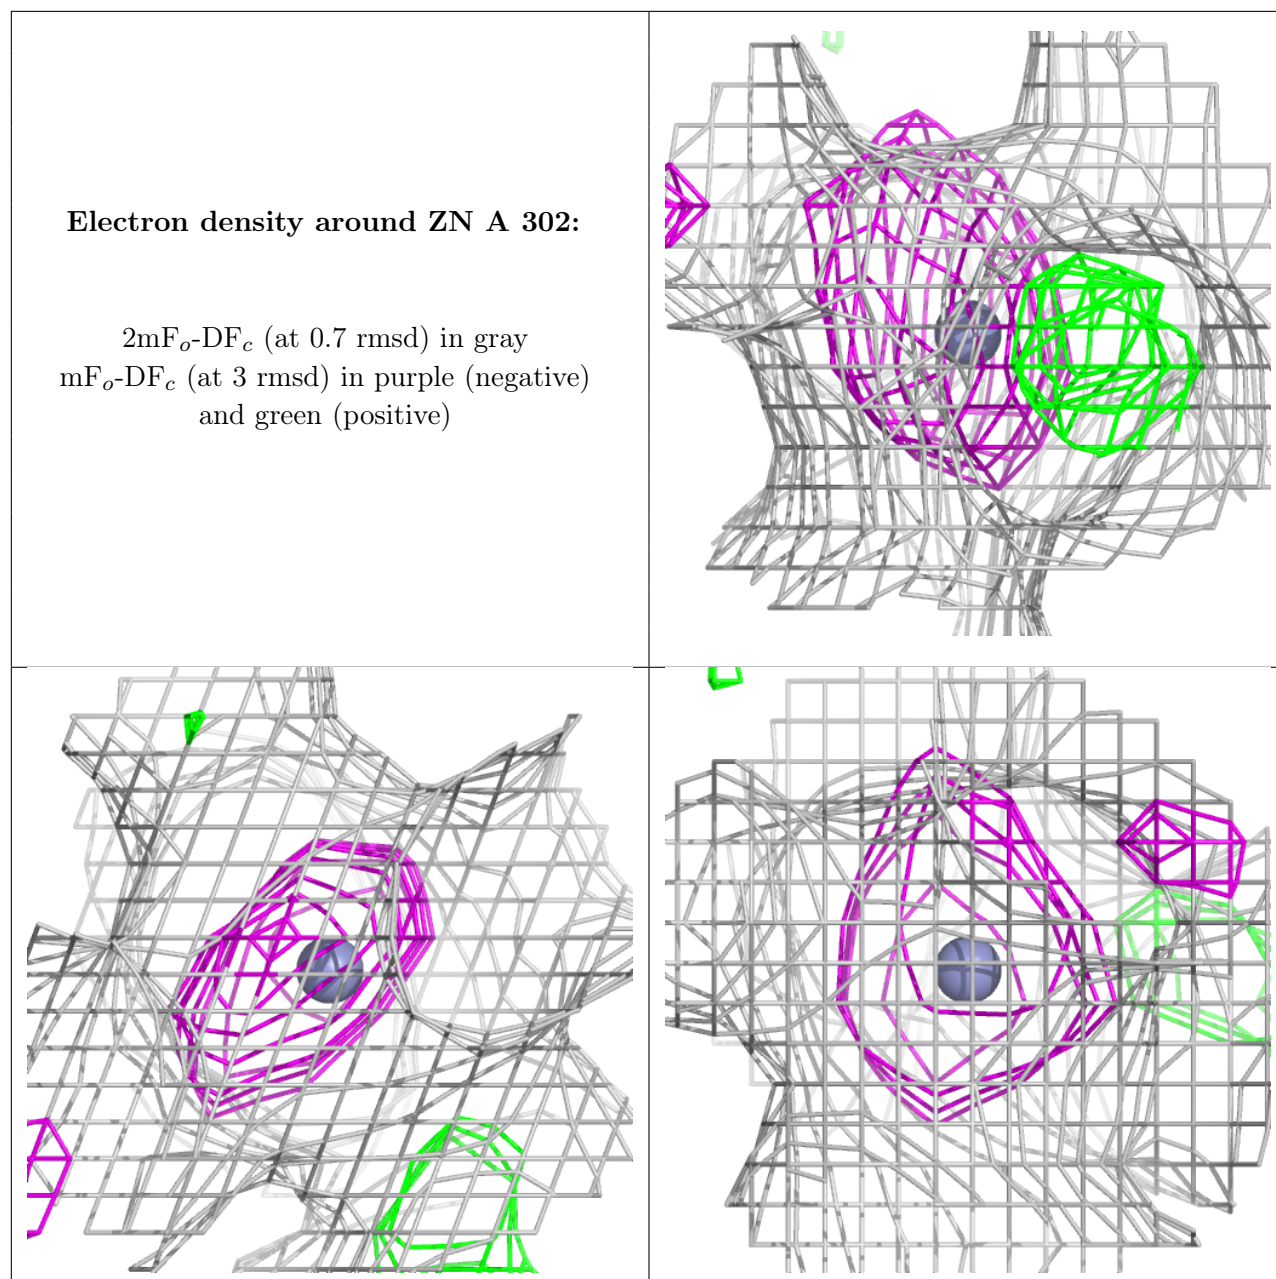 Electron density around ZN A 302:
2mFo-DFc (at 0.7 rmsd) in gray
mFo-DFc (at 3 rmsd) in purple (negative)
and green (positive)